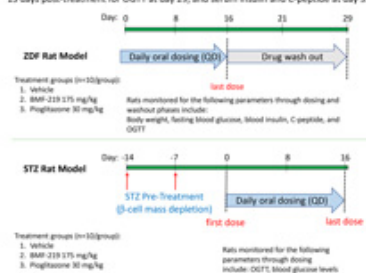 15 days post-treatment for OGTT at day 29, and serum insulin and C-peptide at day
Day: 0 8 16 29
ZDF Rat Model
Daily oral dosing (QD) Drug wash out
last dose
Treatment groups (n=10/group):
1. Vehicle
2. BMF-219 175 mg/kg
3. Pioglitazone 30 mg/kg
Rats monitored for the following parameters through dosing and
washout phases include:
Body weight, fasting blood glucose, blood insulin, C-peptide, and
OGTT
Day: -14 -7 0 8 16
STZ Rat Model
STZ Pre-Treatment
(β-cell mass depletion)
Daily oral dosing (QD)
first dose last dose
Treatment groups (n=10/group):
1. Vehicle
2. BMF-219 175 mg/kg
3. Pioglitazone 30 mg/kg
Rats monitored for the following
parameters through dosing
include: OGTT, blood glucose levels